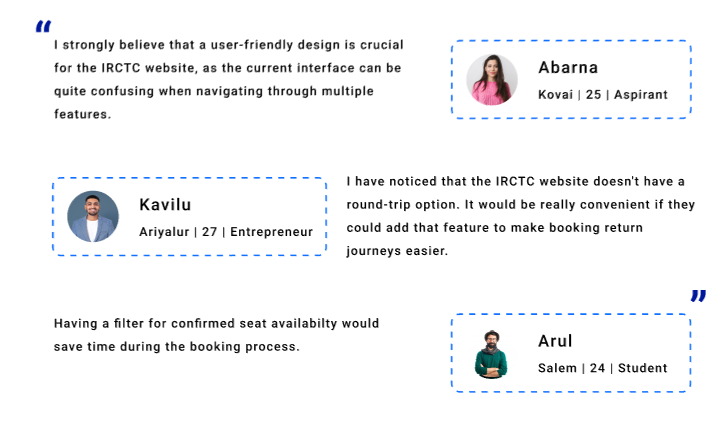 “
I strongly believe that a user-friendly design is crucial
for the IRCTC website, as the current interface can be
quite confusing when navigating through multiple
features.
Abarna
Kovai | 25 | Aspirant
Kavilu
Ariyalur | 27 | Entrepreneur
I have noticed that the IRCTC website doesn't have a
round-trip option. It would be really convenient if they
could add that feature to make booking return
journeys easier.
”
Having a filter for confirmed seat availabilty would
save time during the booking process.
Arul
Salem | 24 | Student